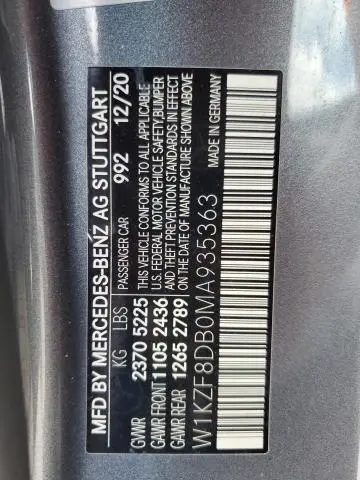 MFD BY MERCEDES-BENZ AG STUTTGART
KG LBS PASSENGER CAR 992 12/20
GVWR 2370 5225 THIS VEHICLE CONFORMS TO ALL APPLICABLE
GAWR FRONT 1105 2436 U.S. FEDERAL MOTOR VEHICLE SAFETY, BUMPER
GAWR REAR 1265 2789 AND THEFT PREVENTION STANDARDS IN EFFECT
ON THE DATE OF MANUFACTURE SHOWN ABOVE
W1KZF8DB0MA935363
MADE IN GERMANY